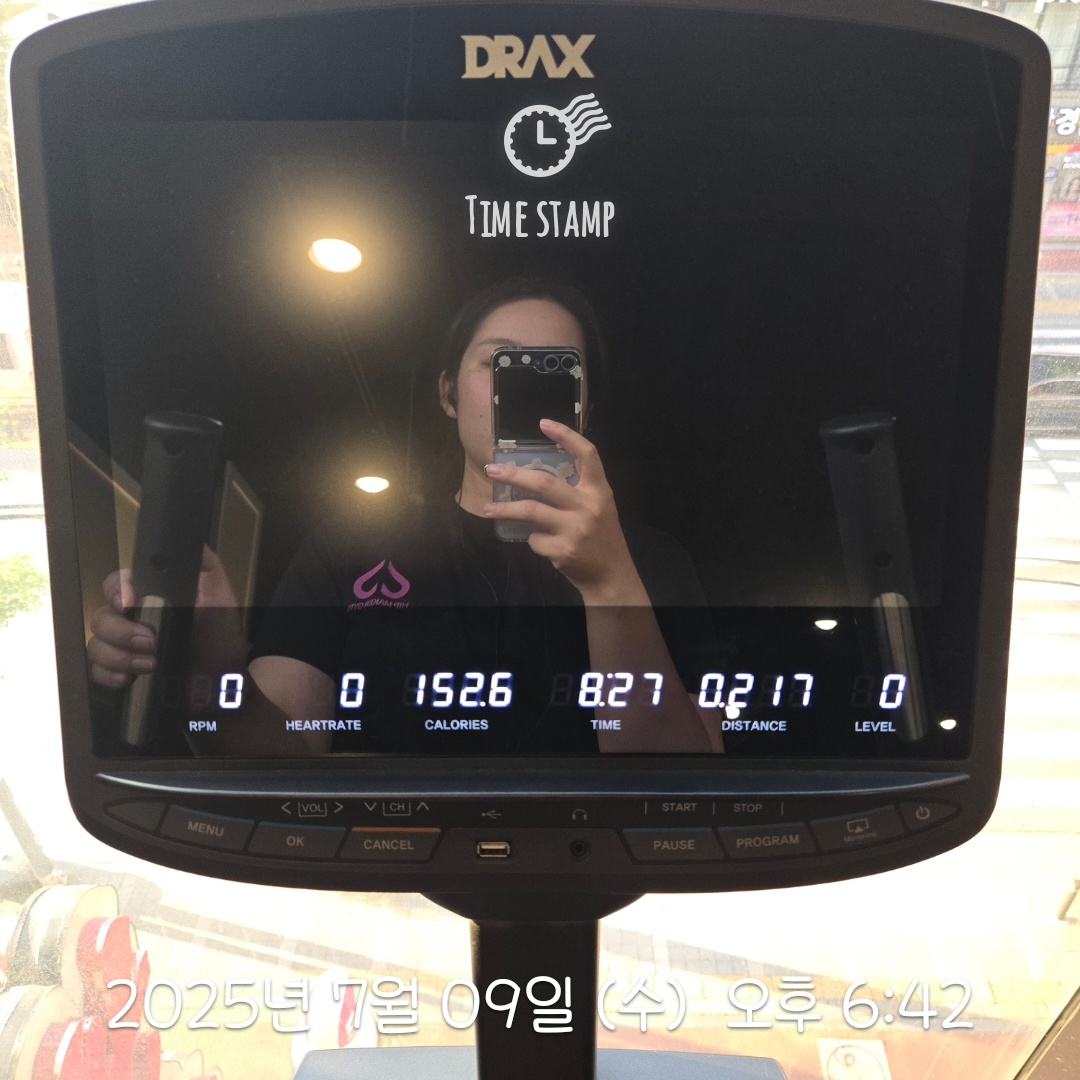 DRAX
TIME STAMP
0 0 152.6 8:27 0.217 0
RPM HEARTRATE CALORIES TIME DISTANCE LEVEL
< VOL > CH START STOP
MENU OK CANCEL PAUSE PROGRAM Mirroring
2025년 7월 09일 (수) 오후 6:42
경